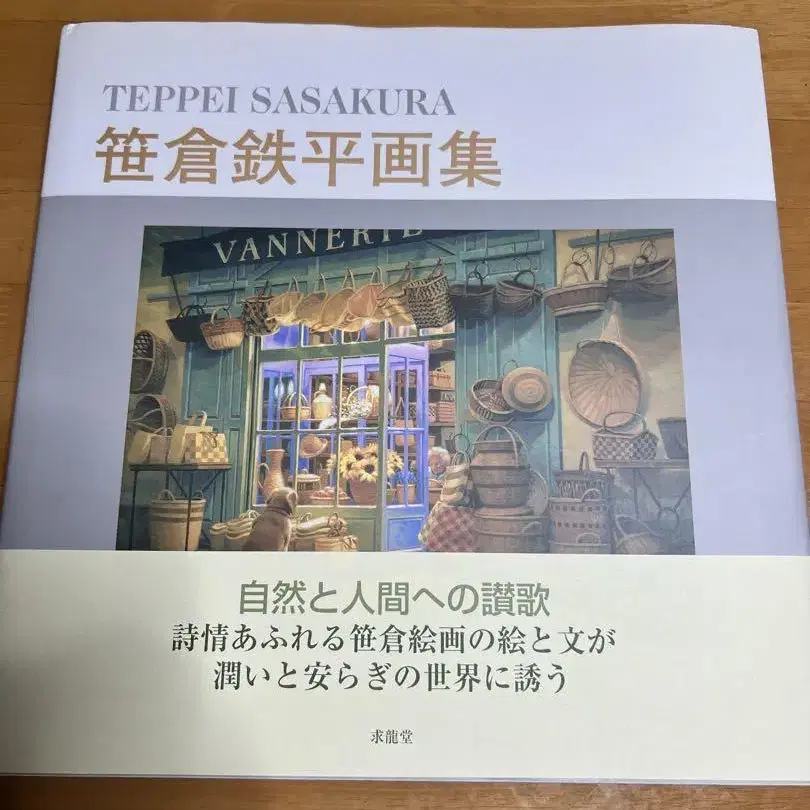 TEPPEI SASAKURA
笹倉鉄平画集
VANNERIE
自然と人間への讃歌
詩情あふれる笹倉絵画の絵と文が
潤いと安らぎの世界に誘う
求龍堂